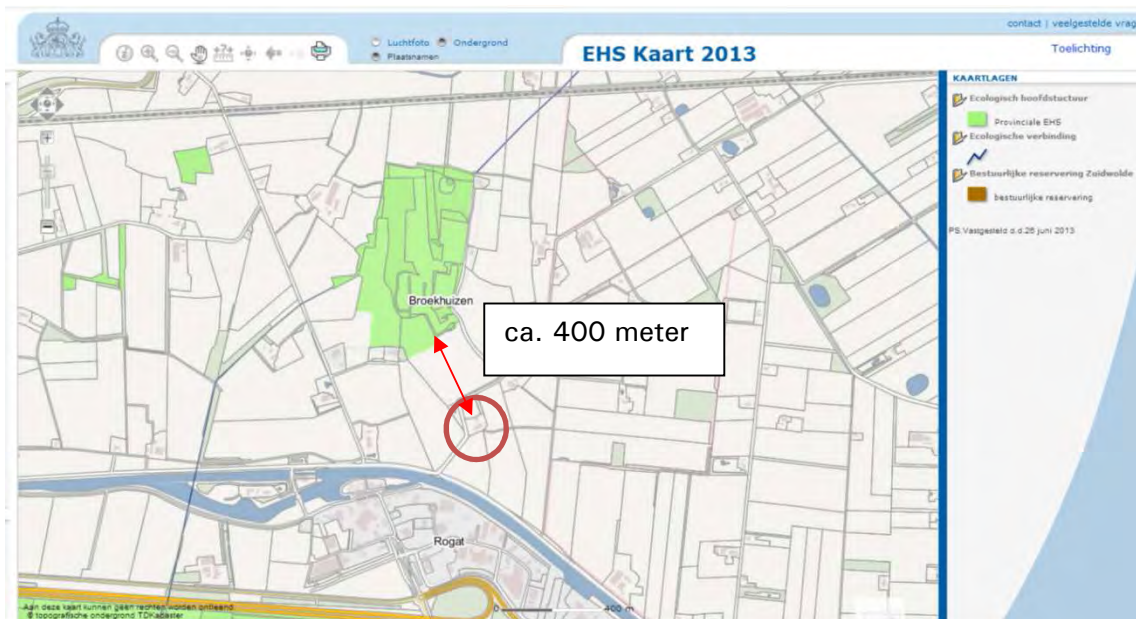 contact | veelgestelde vrag
Luchtfoto Ondergrond
Plaatsnamen
EHS Kaart 2013
Toelichting
KAARTLAGEN
Ecologisch hoofdstuctuur
Provinciale EHS
Ecologische verbinding
Bestuurlijke reservering Zuidwolde
bestuurlijke reservering
PS.Vastgesteld d.d.26 juni 2013
Broekhuizen
ca. 400 meter
Rogat
0 400 m
Aan deze kaart kunnen geen rechten worden ontleend
© topografische ondergrond TDKadaster